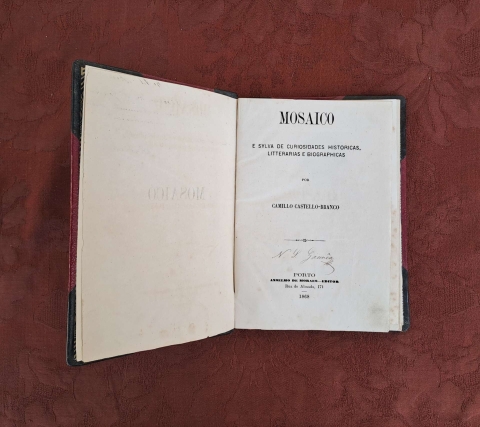 MOSAICO
E SYLVA DE CURIOSIDADES HISTORICAS,
LITTERARIAS E BIOGRAPHICAS
POR
CAMILLO CASTELLO-BRANCO
PORTO
ANSELMO DE MORAES—EDITOR
Rua do Almada, 171
1868